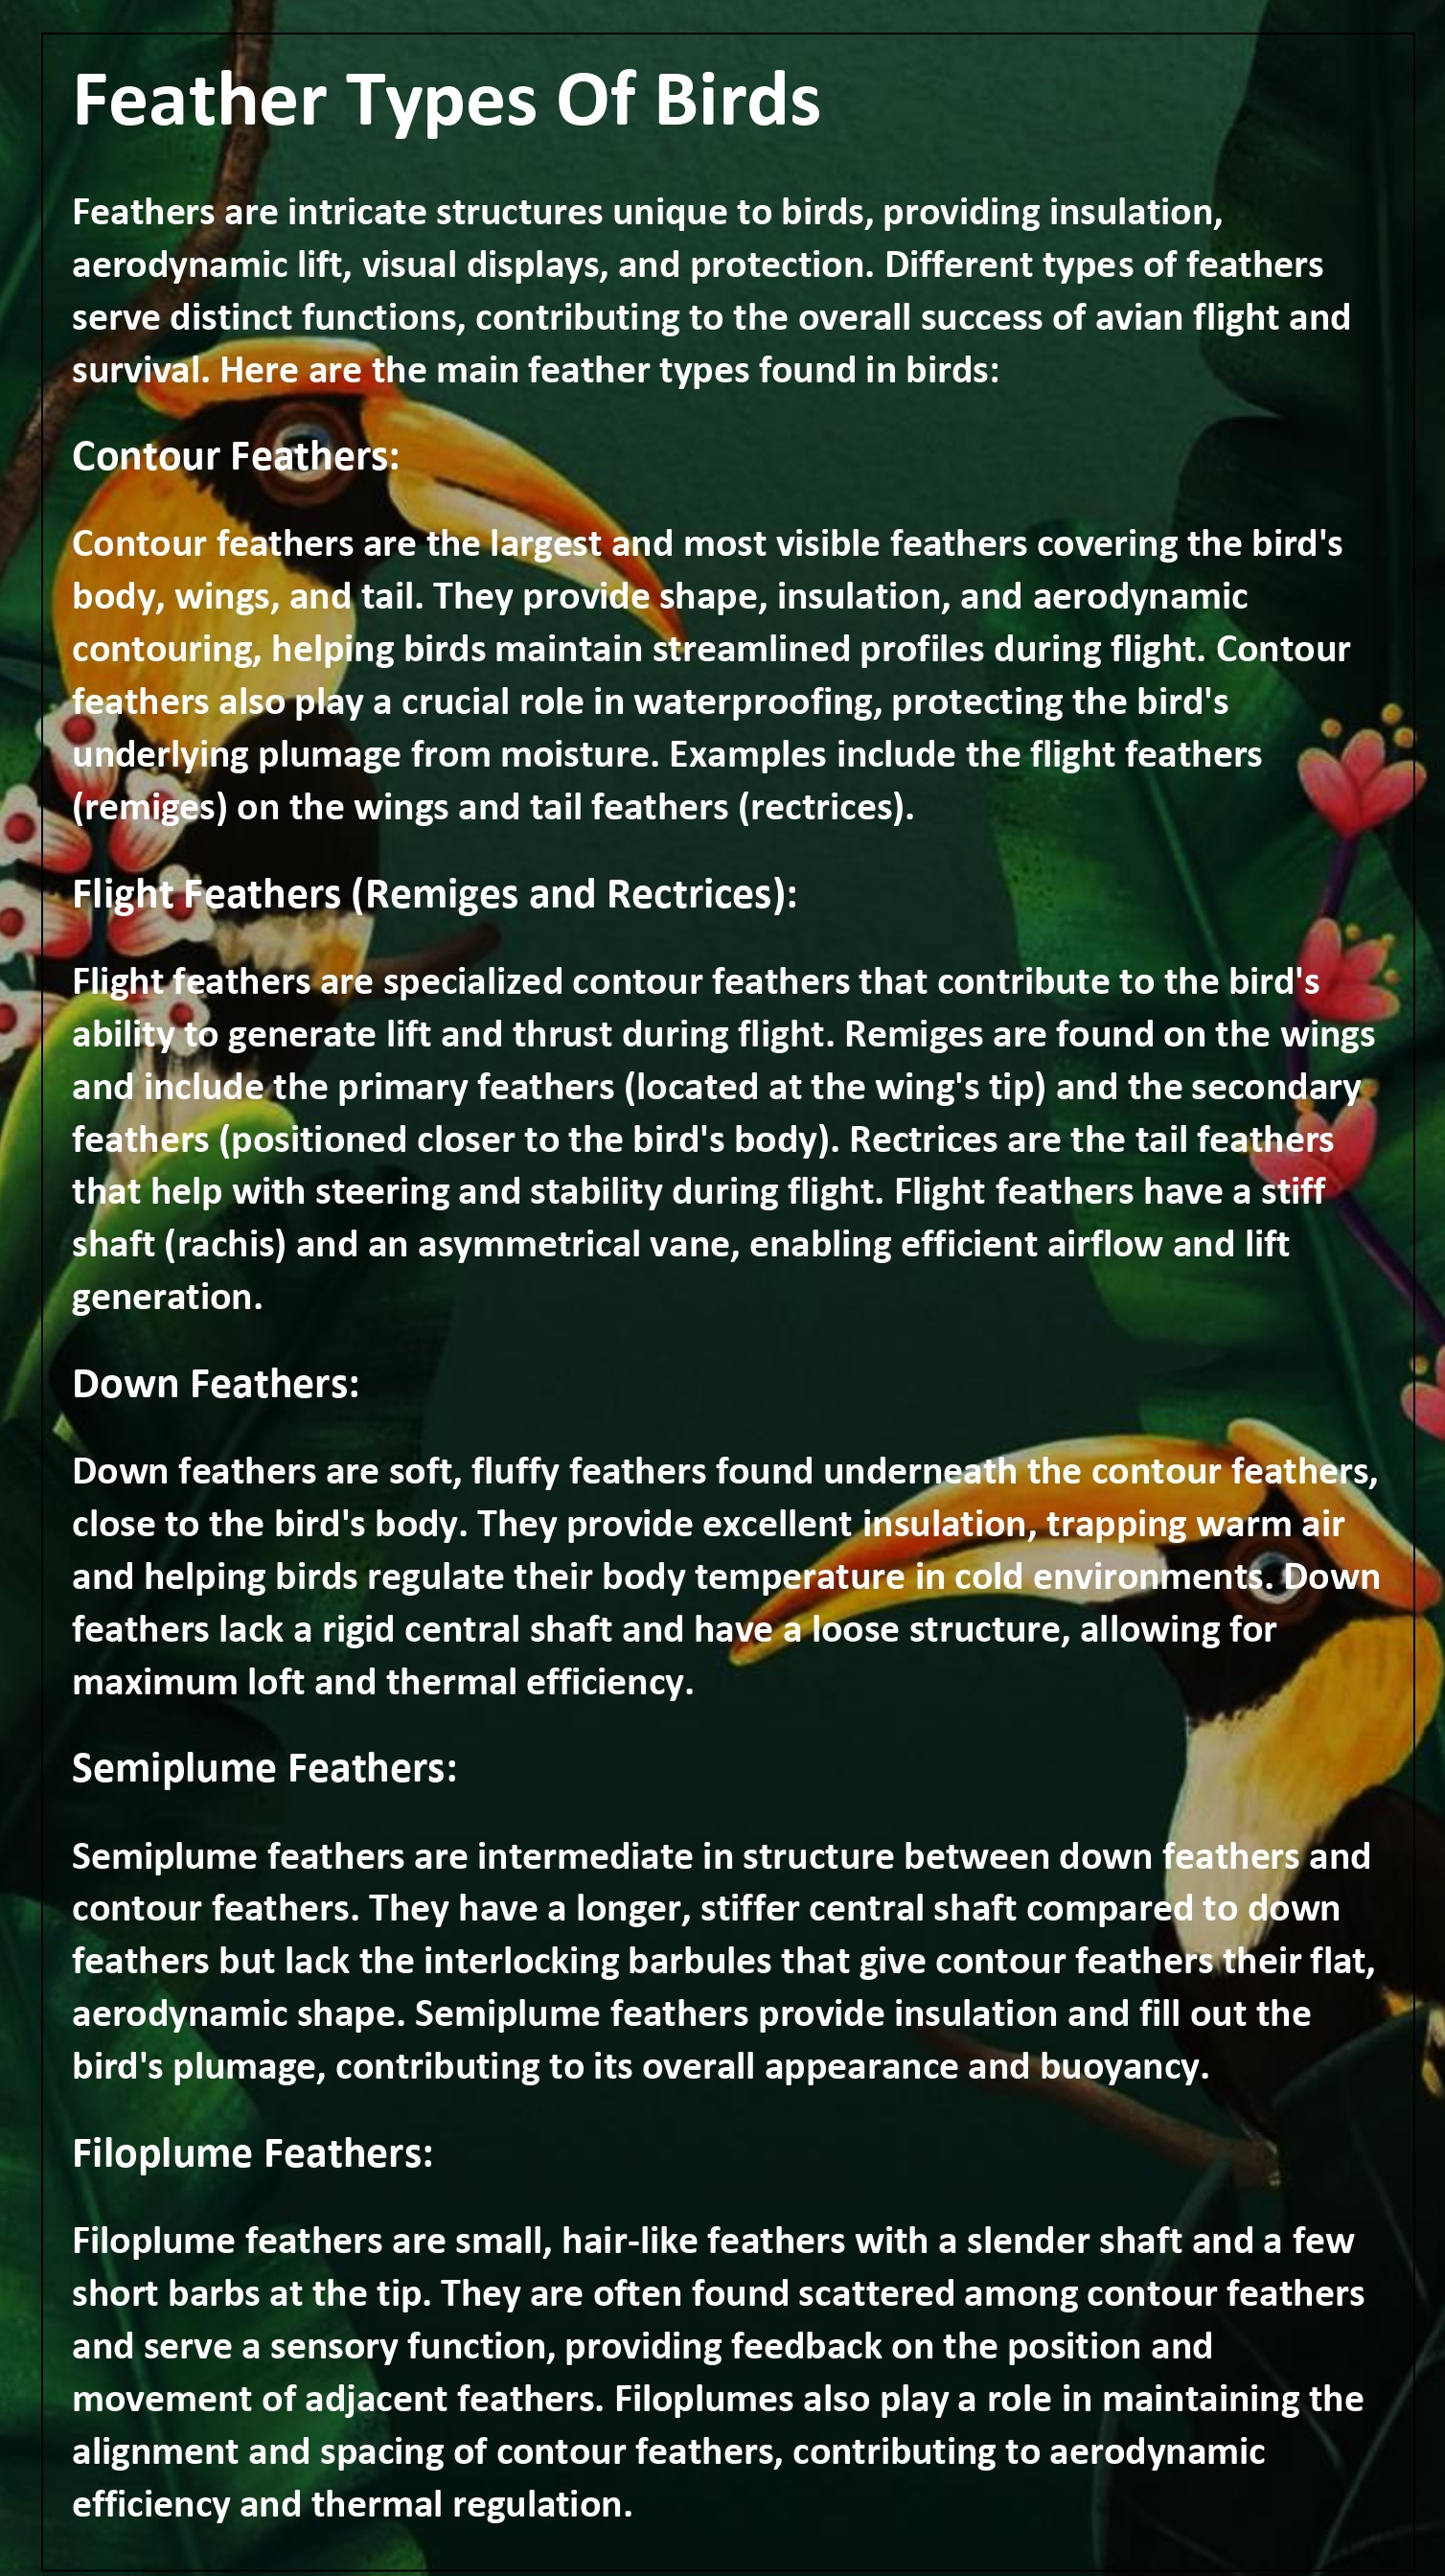 Feather Types Of Birds
Feathers are intricate structures unique to birds, providing insulation,
aerodynamic lift, visual displays, and protection. Different types of feathers
serve distinct functions, contributing to the overall success of avian flight and
survival. Here are the main feather types found in birds:
Contour Feathers:
Contour feathers are the largest and most visible feathers covering the bird's
body, wings, and tail. They provide shape, insulation, and aerodynamic
contouring, helping birds maintain streamlined profiles during flight. Contour
feathers also play a crucial role in waterproofing, protecting the bird's
underlying plumage from moisture. Examples include the flight feathers
(remiges) on the wings and tail feathers (rectrices).
Flight Feathers (Remiges and Rectrices):
Flight feathers are specialized contour feathers that contribute to the bird's
ability to generate lift and thrust during flight. Remiges are found on the wings
and include the primary feathers (located at the wing's tip) and the secondary
feathers (positioned closer to the bird's body). Rectrices are the tail feathers
that help with steering and stability during flight. Flight feathers have a stiff
shaft (rachis) and an asymmetrical vane, enabling efficient airflow and lift
generation.
Down Feathers:
Down feathers are soft, fluffy feathers found underneath the contour feathers,
close to the bird's body. They provide excellent insulation, trapping warm air
and helping birds regulate their body temperature in cold environments. Down
feathers lack a rigid central shaft and have a loose structure, allowing for
maximum loft and thermal efficiency.
Semiplume Feathers:
Semiplume feathers are intermediate in structure between down feathers and
contour feathers. They have a longer, stiffer central shaft compared to down
feathers but lack the interlocking barbules that give contour feathers their flat,
aerodynamic shape. Semiplume feathers provide insulation and fill out the
bird's plumage, contributing to its overall appearance and buoyancy.
Filoplume Feathers:
Filoplume feathers are small, hair-like feathers with a slender shaft and a few
short barbs at the tip. They are often found scattered among contour feathers
and serve a sensory function, providing feedback on the position and
movement of adjacent feathers. Filoplumes also play a role in maintaining the
alignment and spacing of contour feathers, contributing to aerodynamic
efficiency and thermal regulation.